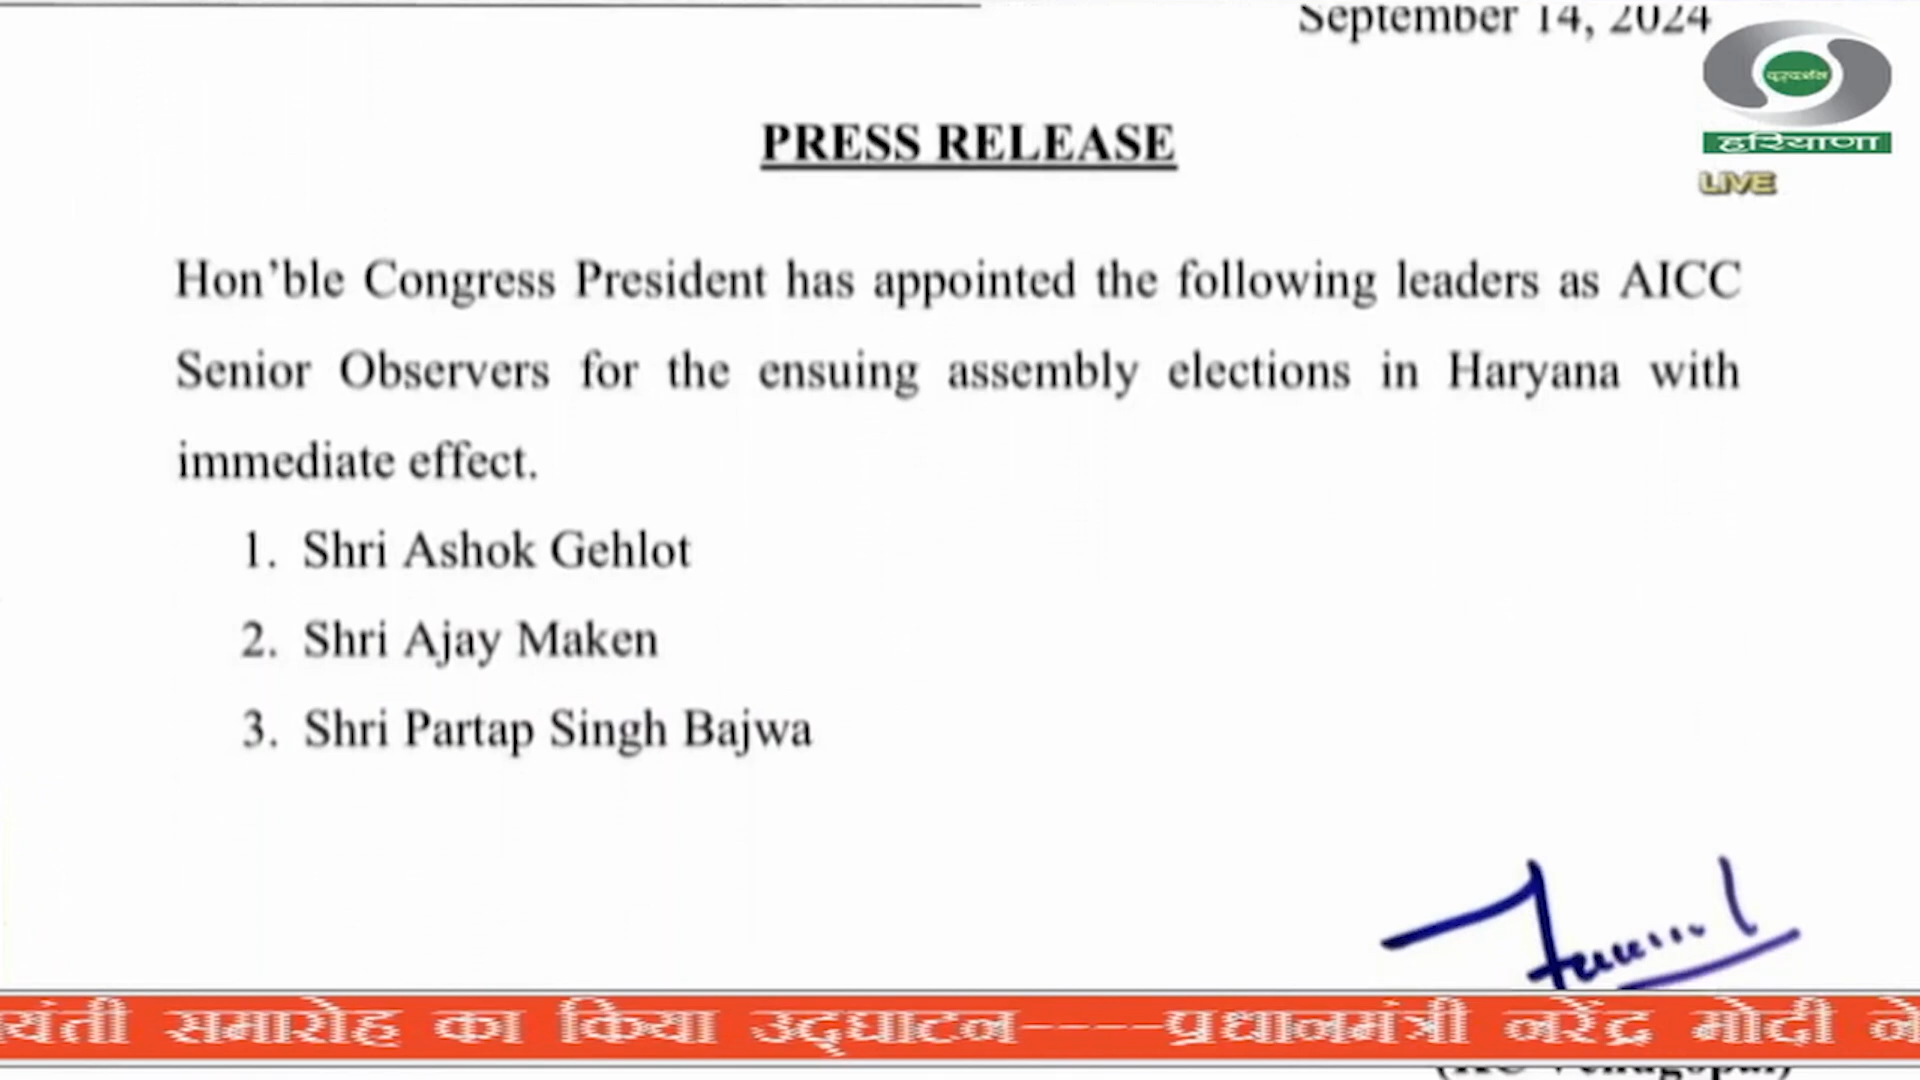 September 14, 2024
दूरदर्शन
हरियाणा
LIVE
PRESS RELEASE
Hon’ble Congress President has appointed the following leaders as AICC
Senior Observers for the ensuing assembly elections in Haryana with
immediate effect.
1. Shri Ashok Gehlot
2. Shri Ajay Maken
3. Shri Partap Singh Bajwa
यंती समारोह का किया उद्घाटन-----प्रधानमंत्री नरेंद्र मोदी ने